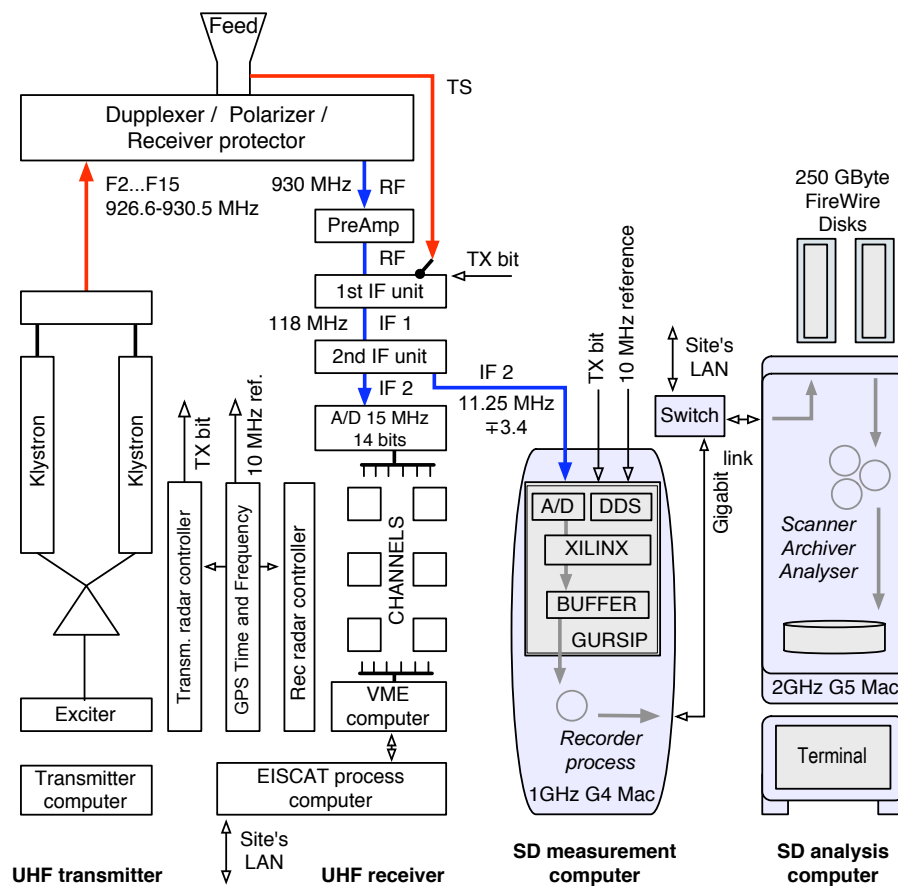 Feed
TS
Dupplexer / Polarizer /
Receiver protector
F2...F15
926.6-930.5 MHz
930 MHz
RF
PreAmp
RF
TX bit
1st IF unit
118 MHz
IF 1
2nd IF unit
IF 2
IF 2
11.25 MHz
∓3.4
A/D 15 MHz
14 bits
Klystron
Klystron
TX bit
10 MHz ref.
Transm. radar controller
GPS Time and Frequency
Rec radar controller
CHANNELS
VME
computer
Exciter
Transmitter
computer
EISCAT process
computer
Site's
LAN
UHF transmitter
UHF receiver
TX bit
10 MHz reference
A/D
DDS
XILINX
BUFFER
GURSIP
Recorder
process
1GHz G4 Mac
SD measurement
computer
Site's
LAN
Switch
Gigabit
link
250 GByte
FireWire
Disks
Scanner
Archiver
Analyser
2GHz G5 Mac
Terminal
SD analysis
computer